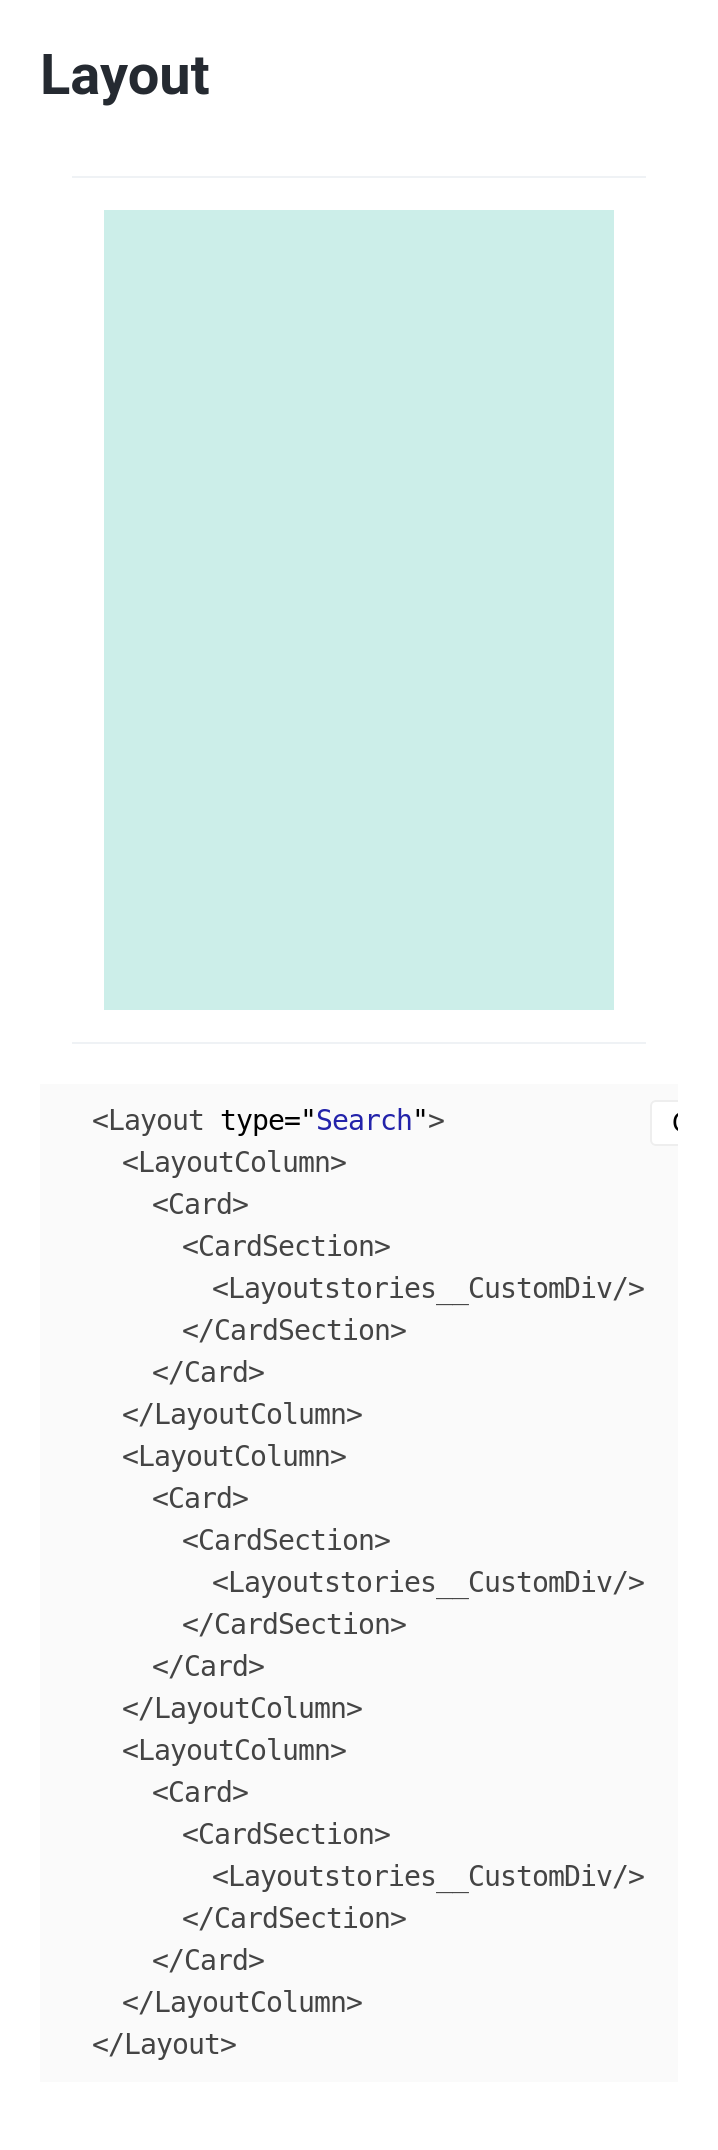 Layout
<Layout type="Search">
<LayoutColumn>
<Card>
<CardSection>
<Layoutstories__CustomDiv/>
</CardSection>
</Card>
</LayoutColumn>
<LayoutColumn>
<Card>
<CardSection>
<Layoutstories__CustomDiv/>
</CardSection>
</Card>
</LayoutColumn>
<LayoutColumn>
<Card>
<CardSection>
<Layoutstories__CustomDiv/>
</CardSection>
</Card>
</LayoutColumn>
</Layout>